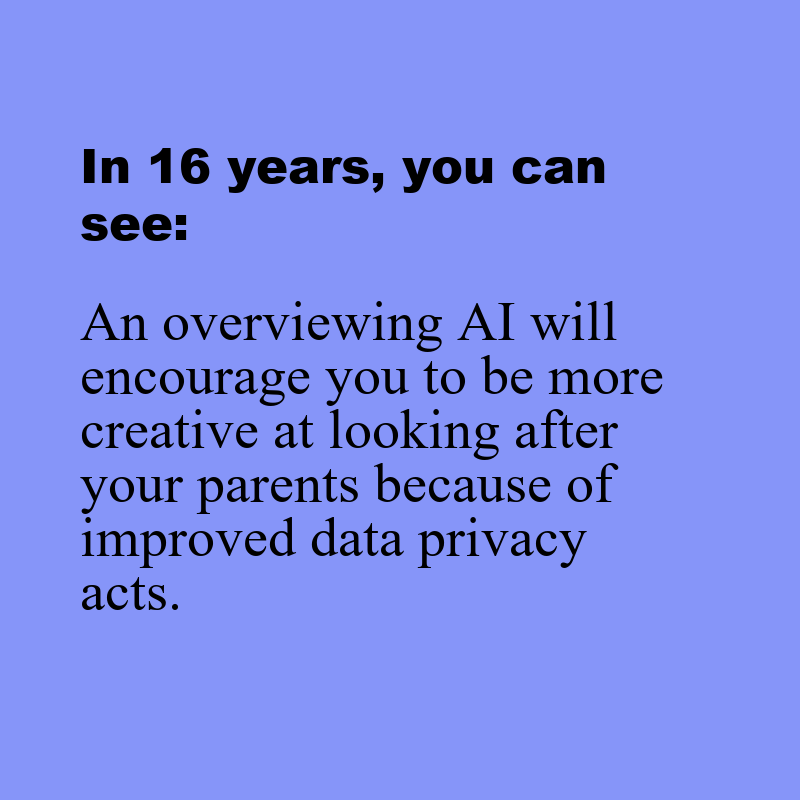 In 16 years, you can
see:
An overviewing AI will
encourage you to be more
creative at looking after
your parents because of
improved data privacy
acts.